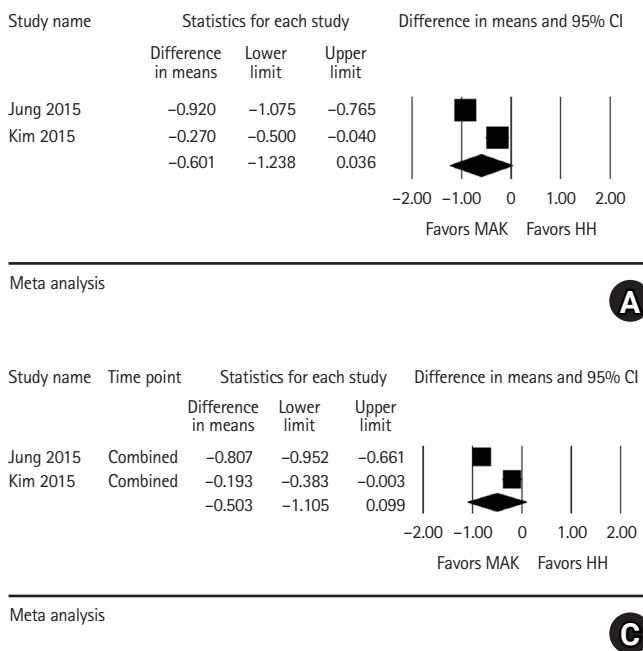 Study name Statistics for each study Difference in means and 95% CI
Difference in means Lower limit Upper limit
Jung 2015 −0.920 −1.075 −0.765
Kim 2015 −0.270 −0.500 −0.040
−0.601 −1.238 0.036
−2.00 −1.00 0 1.00 2.00
Favors MAK Favors HH
Meta analysis
A
Study name Time point Statistics for each study Difference in means and 95% CI
Difference in means Lower limit Upper limit
Jung 2015 Combined −0.807 −0.952 −0.661
Kim 2015 Combined −0.193 −0.383 −0.003
−0.503 −1.105 0.099
−2.00 −1.00 0 1.00 2.00
Favors MAK Favors HH
Meta analysis
C